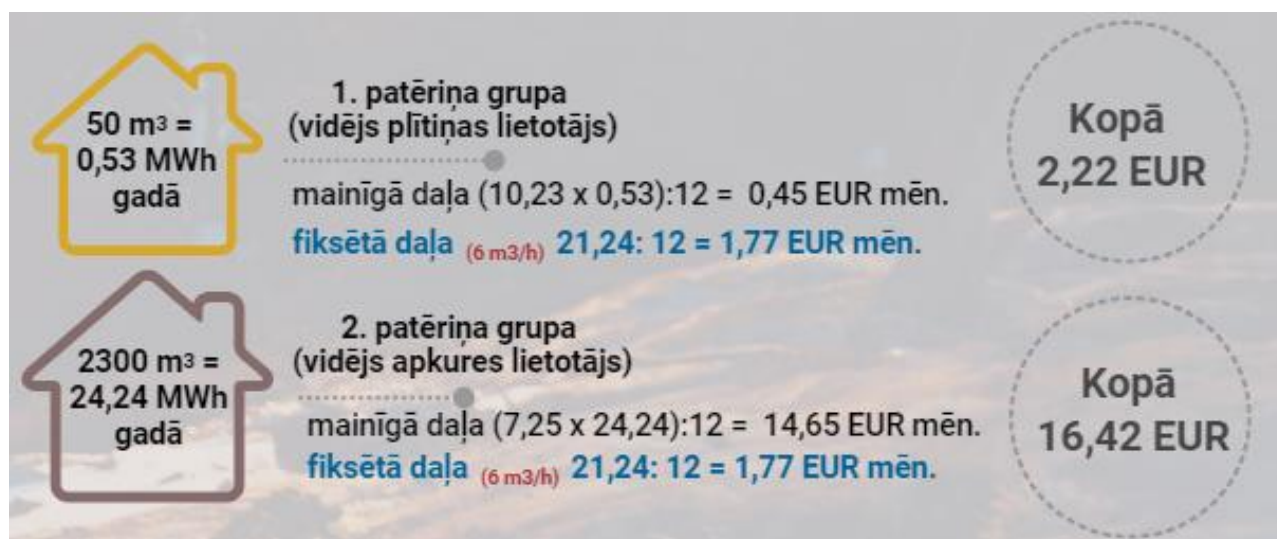 50 m³ =
0,53 MWh
gadā
1. patēriņa grupa
(vidējs plītiņas lietotājs)
mainīgā daļa (10,23 x 0,53):12 = 0,45 EUR mēn.
fiksētā daļa (6 m3/h) 21,24: 12 = 1,77 EUR mēn.
Kopā
2,22 EUR
2300 m³ =
24,24 MWh
gadā
2. patēriņa grupa
(vidējs apkures lietotājs)
mainīgā daļa (7,25 x 24,24):12 = 14,65 EUR mēn.
fiksētā daļa (6 m3/h) 21,24: 12 = 1,77 EUR mēn.
Kopā
16,42 EUR